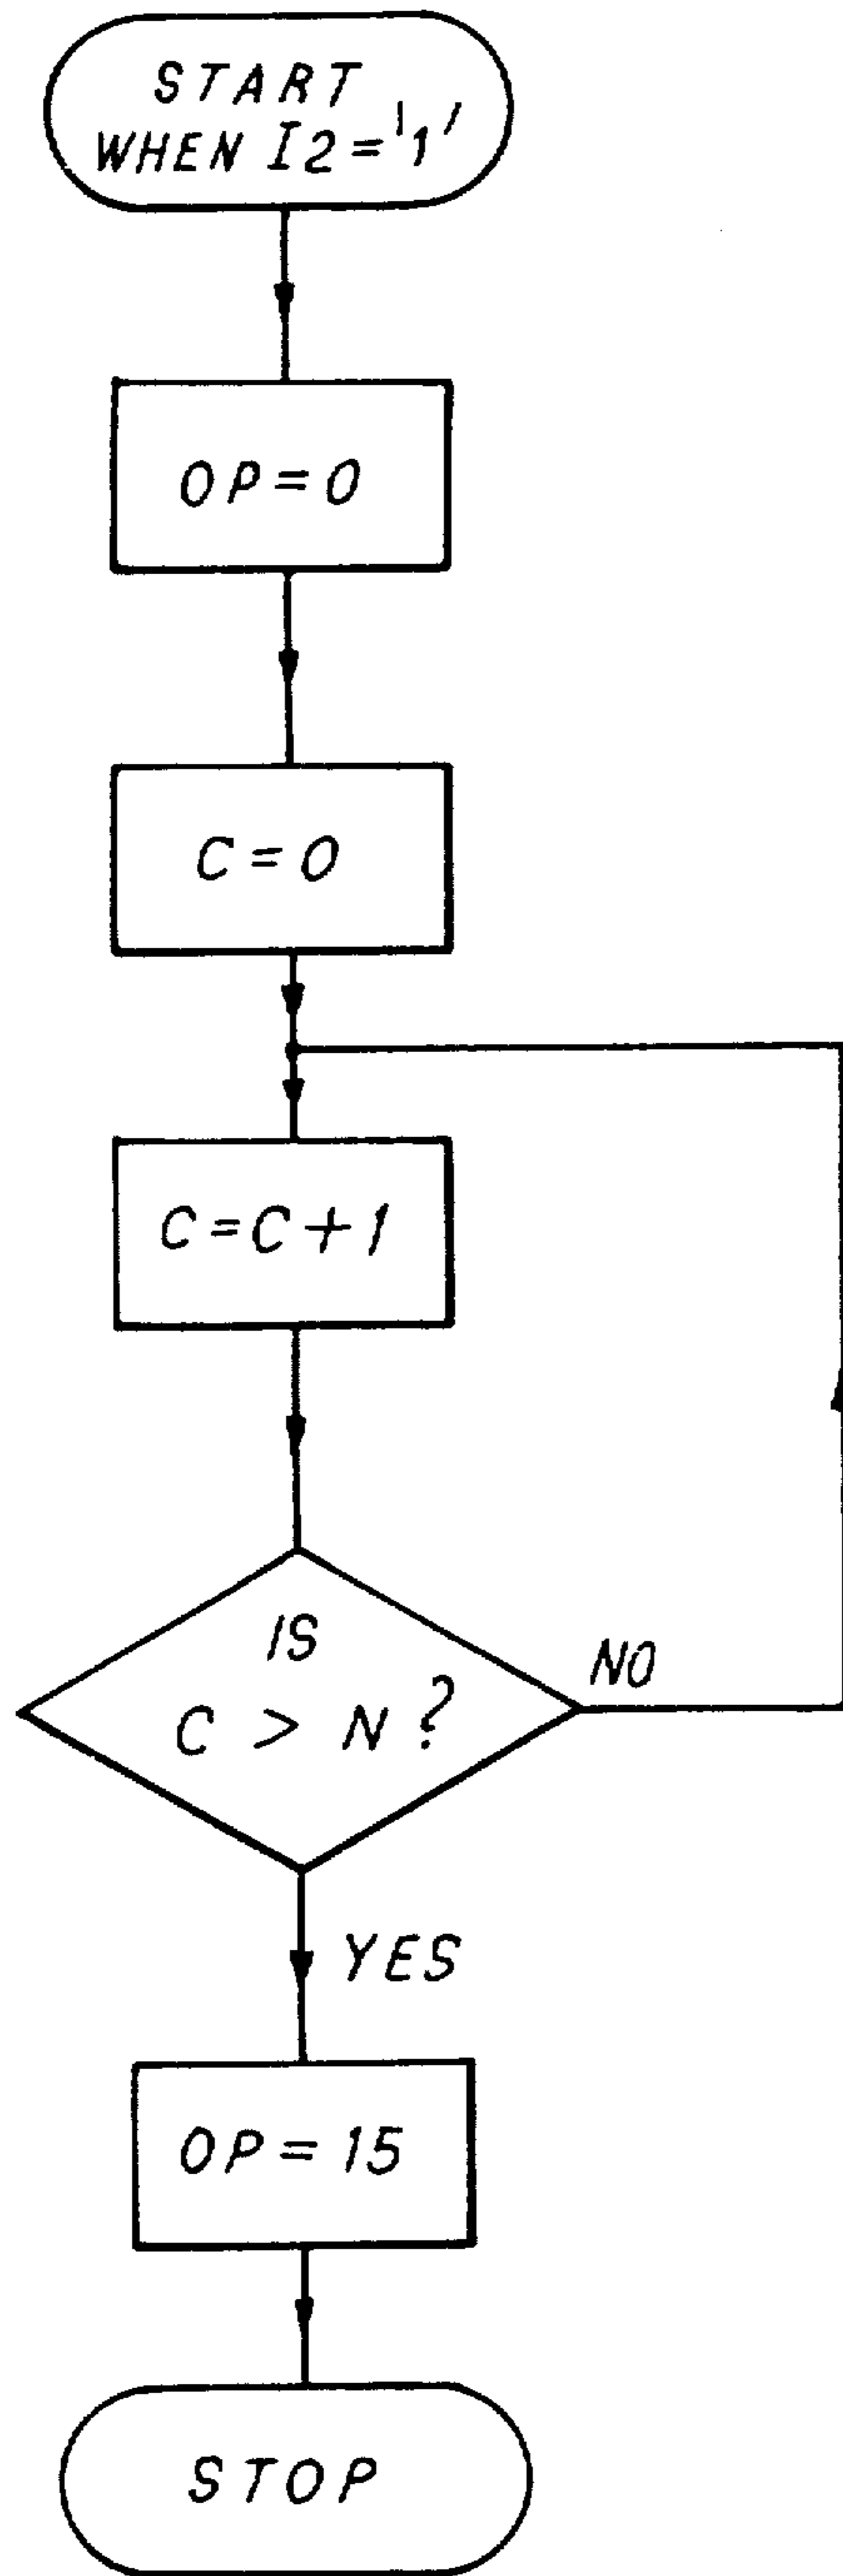 START
WHEN I2='1'
OP=0
C=0
C=C+1
IS
C > N ?
NO
YES
OP=15
STOP